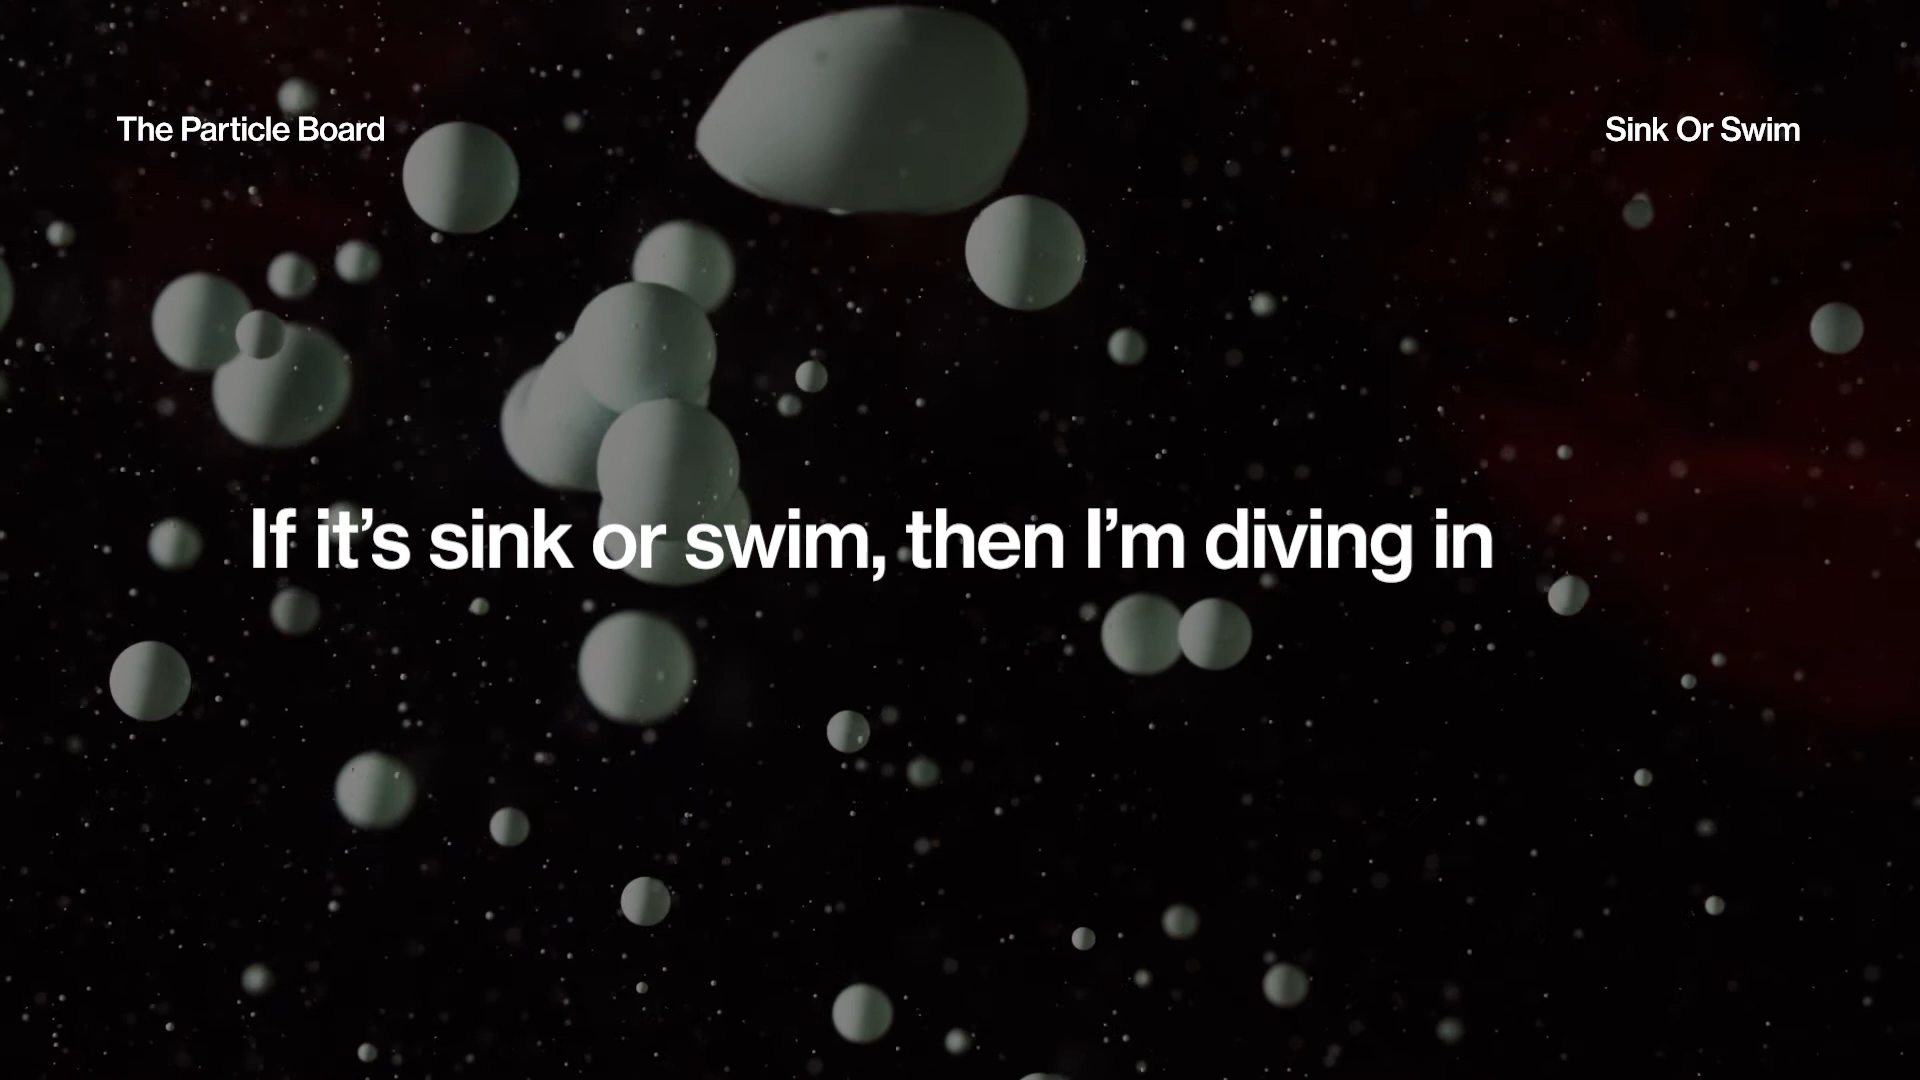 The Particle Board
Sink Or Swim
If it’s sink or swim, then I’m diving in